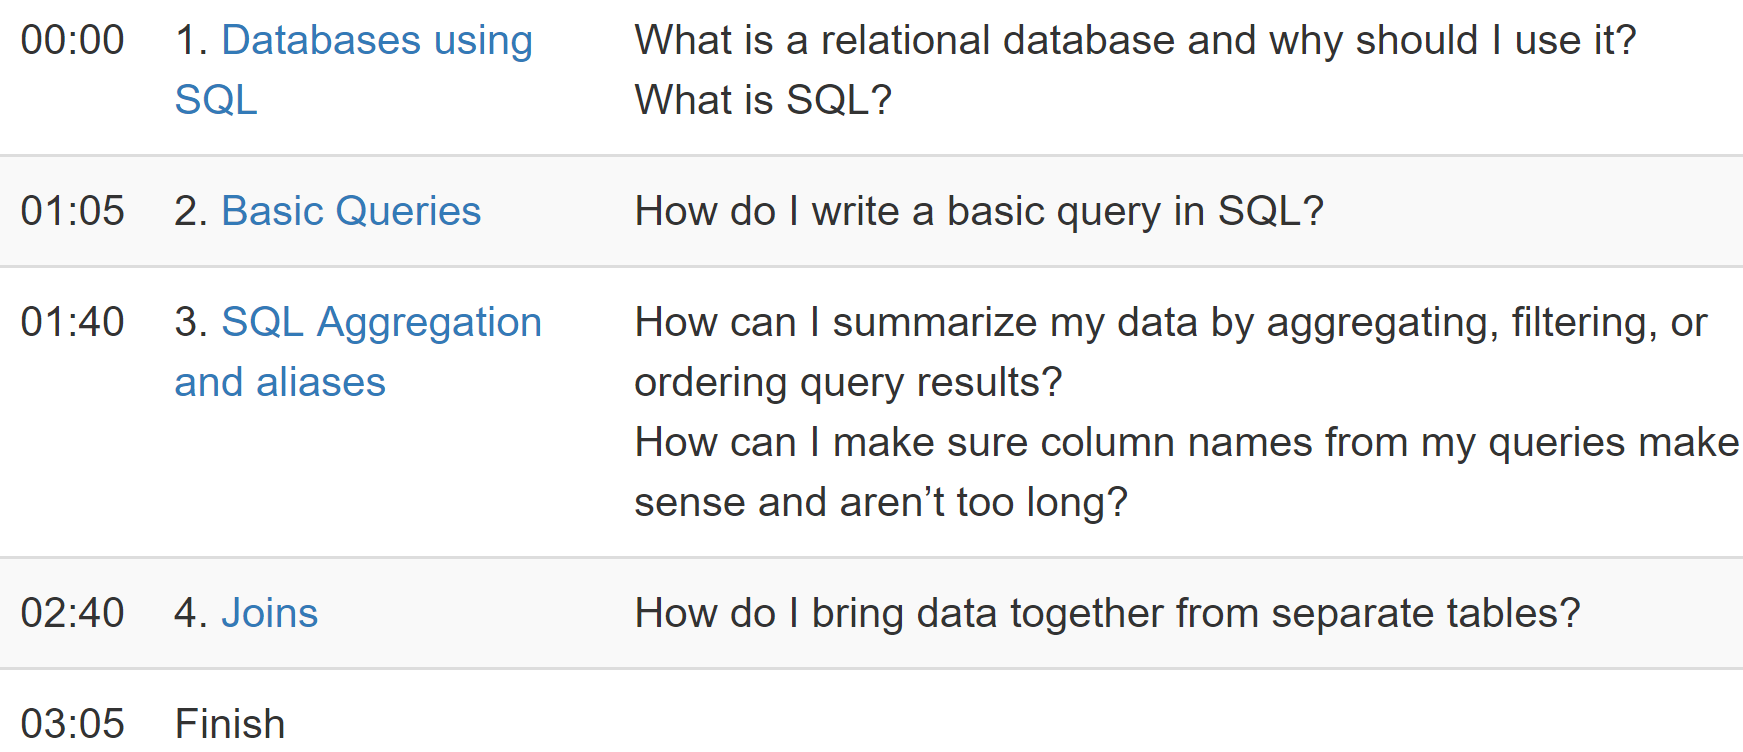 00:00 1. Databases using What is a relational database and why should I use it?
SQL What is SQL?
01:05 2. Basic Queries How do I write a basic query in SQL?
01:40 3. SQL Aggregation How can I summarize my data by aggregating, filtering, or
and aliases ordering query results?
How can I make sure column names from my queries make
sense and aren’t too long?
02:40 4. Joins How do I bring data together from separate tables?
03:05 Finish